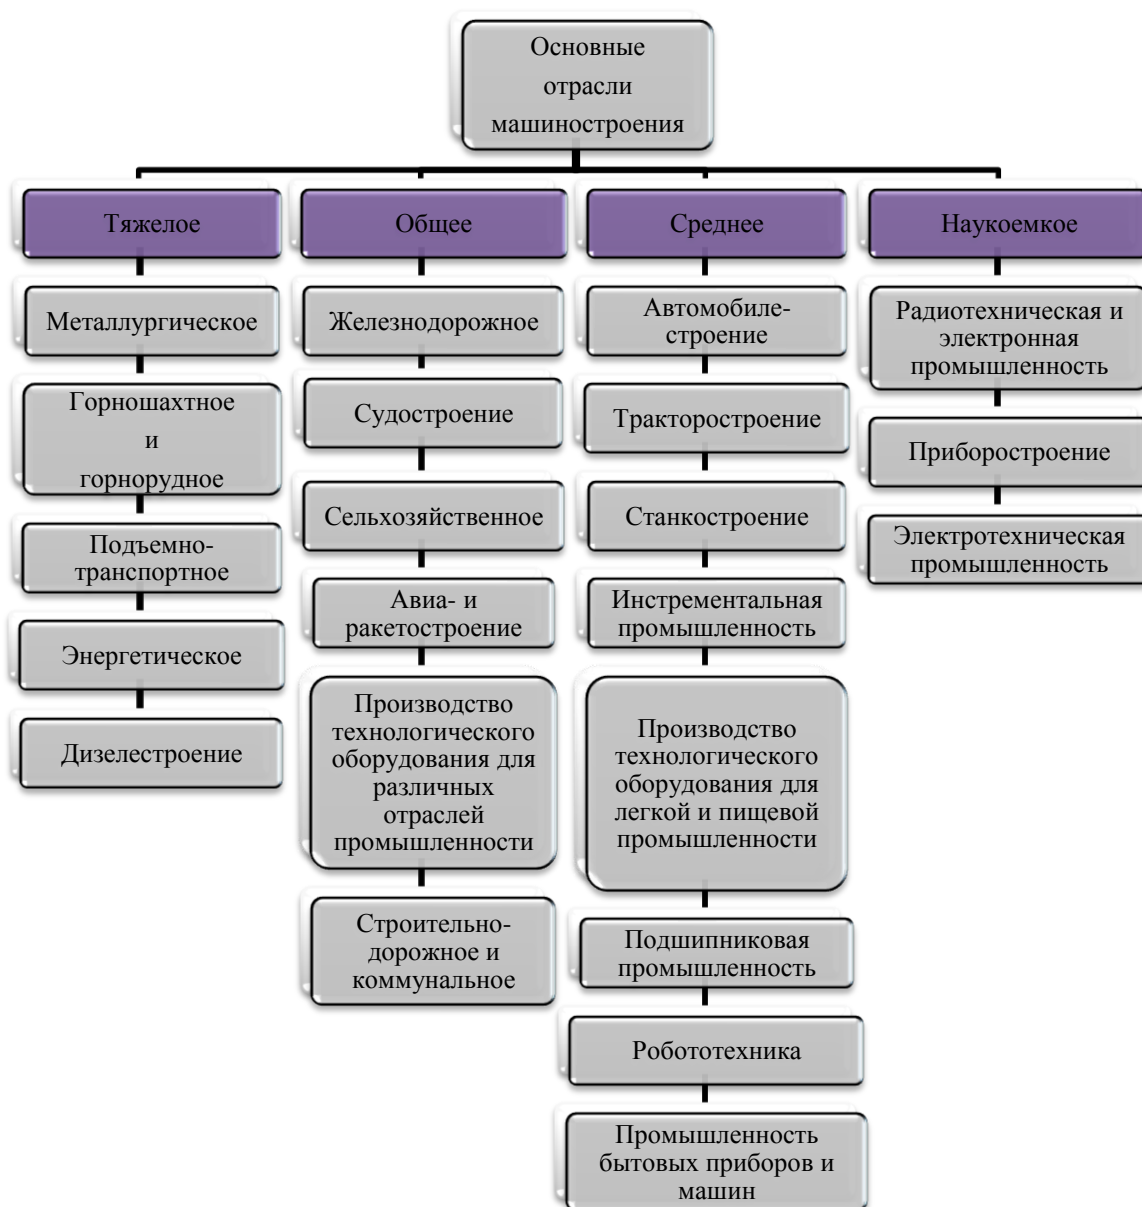 Основные
отрасли
машиностроения
Тяжелое
Металлургическое
Горношахтное
и
горнорудное
Подъемно-
транспортное
Энергетическое
Дизелестроение
Общее
Железнодорожное
Судостроение
Сельхозяйственное
Авиа- и
ракетостроение
Производство
технологического
оборудования для
различных
отраслей
промышленности
Строительно-
дорожное и
коммунальное
Среднее
Автомобиле-
строение
Тракторостроение
Станкостроение
Инстрементальная
промышленность
Производство
технологического
оборудования для
легкой и пищевой
промышленности
Подшипниковая
промышленность
Робототехника
Промышленность
бытовых приборов и
машин
Наукоемкое
Радиотехническая и
электронная
промышленность
Приборостроение
Электротехническая
промышленность